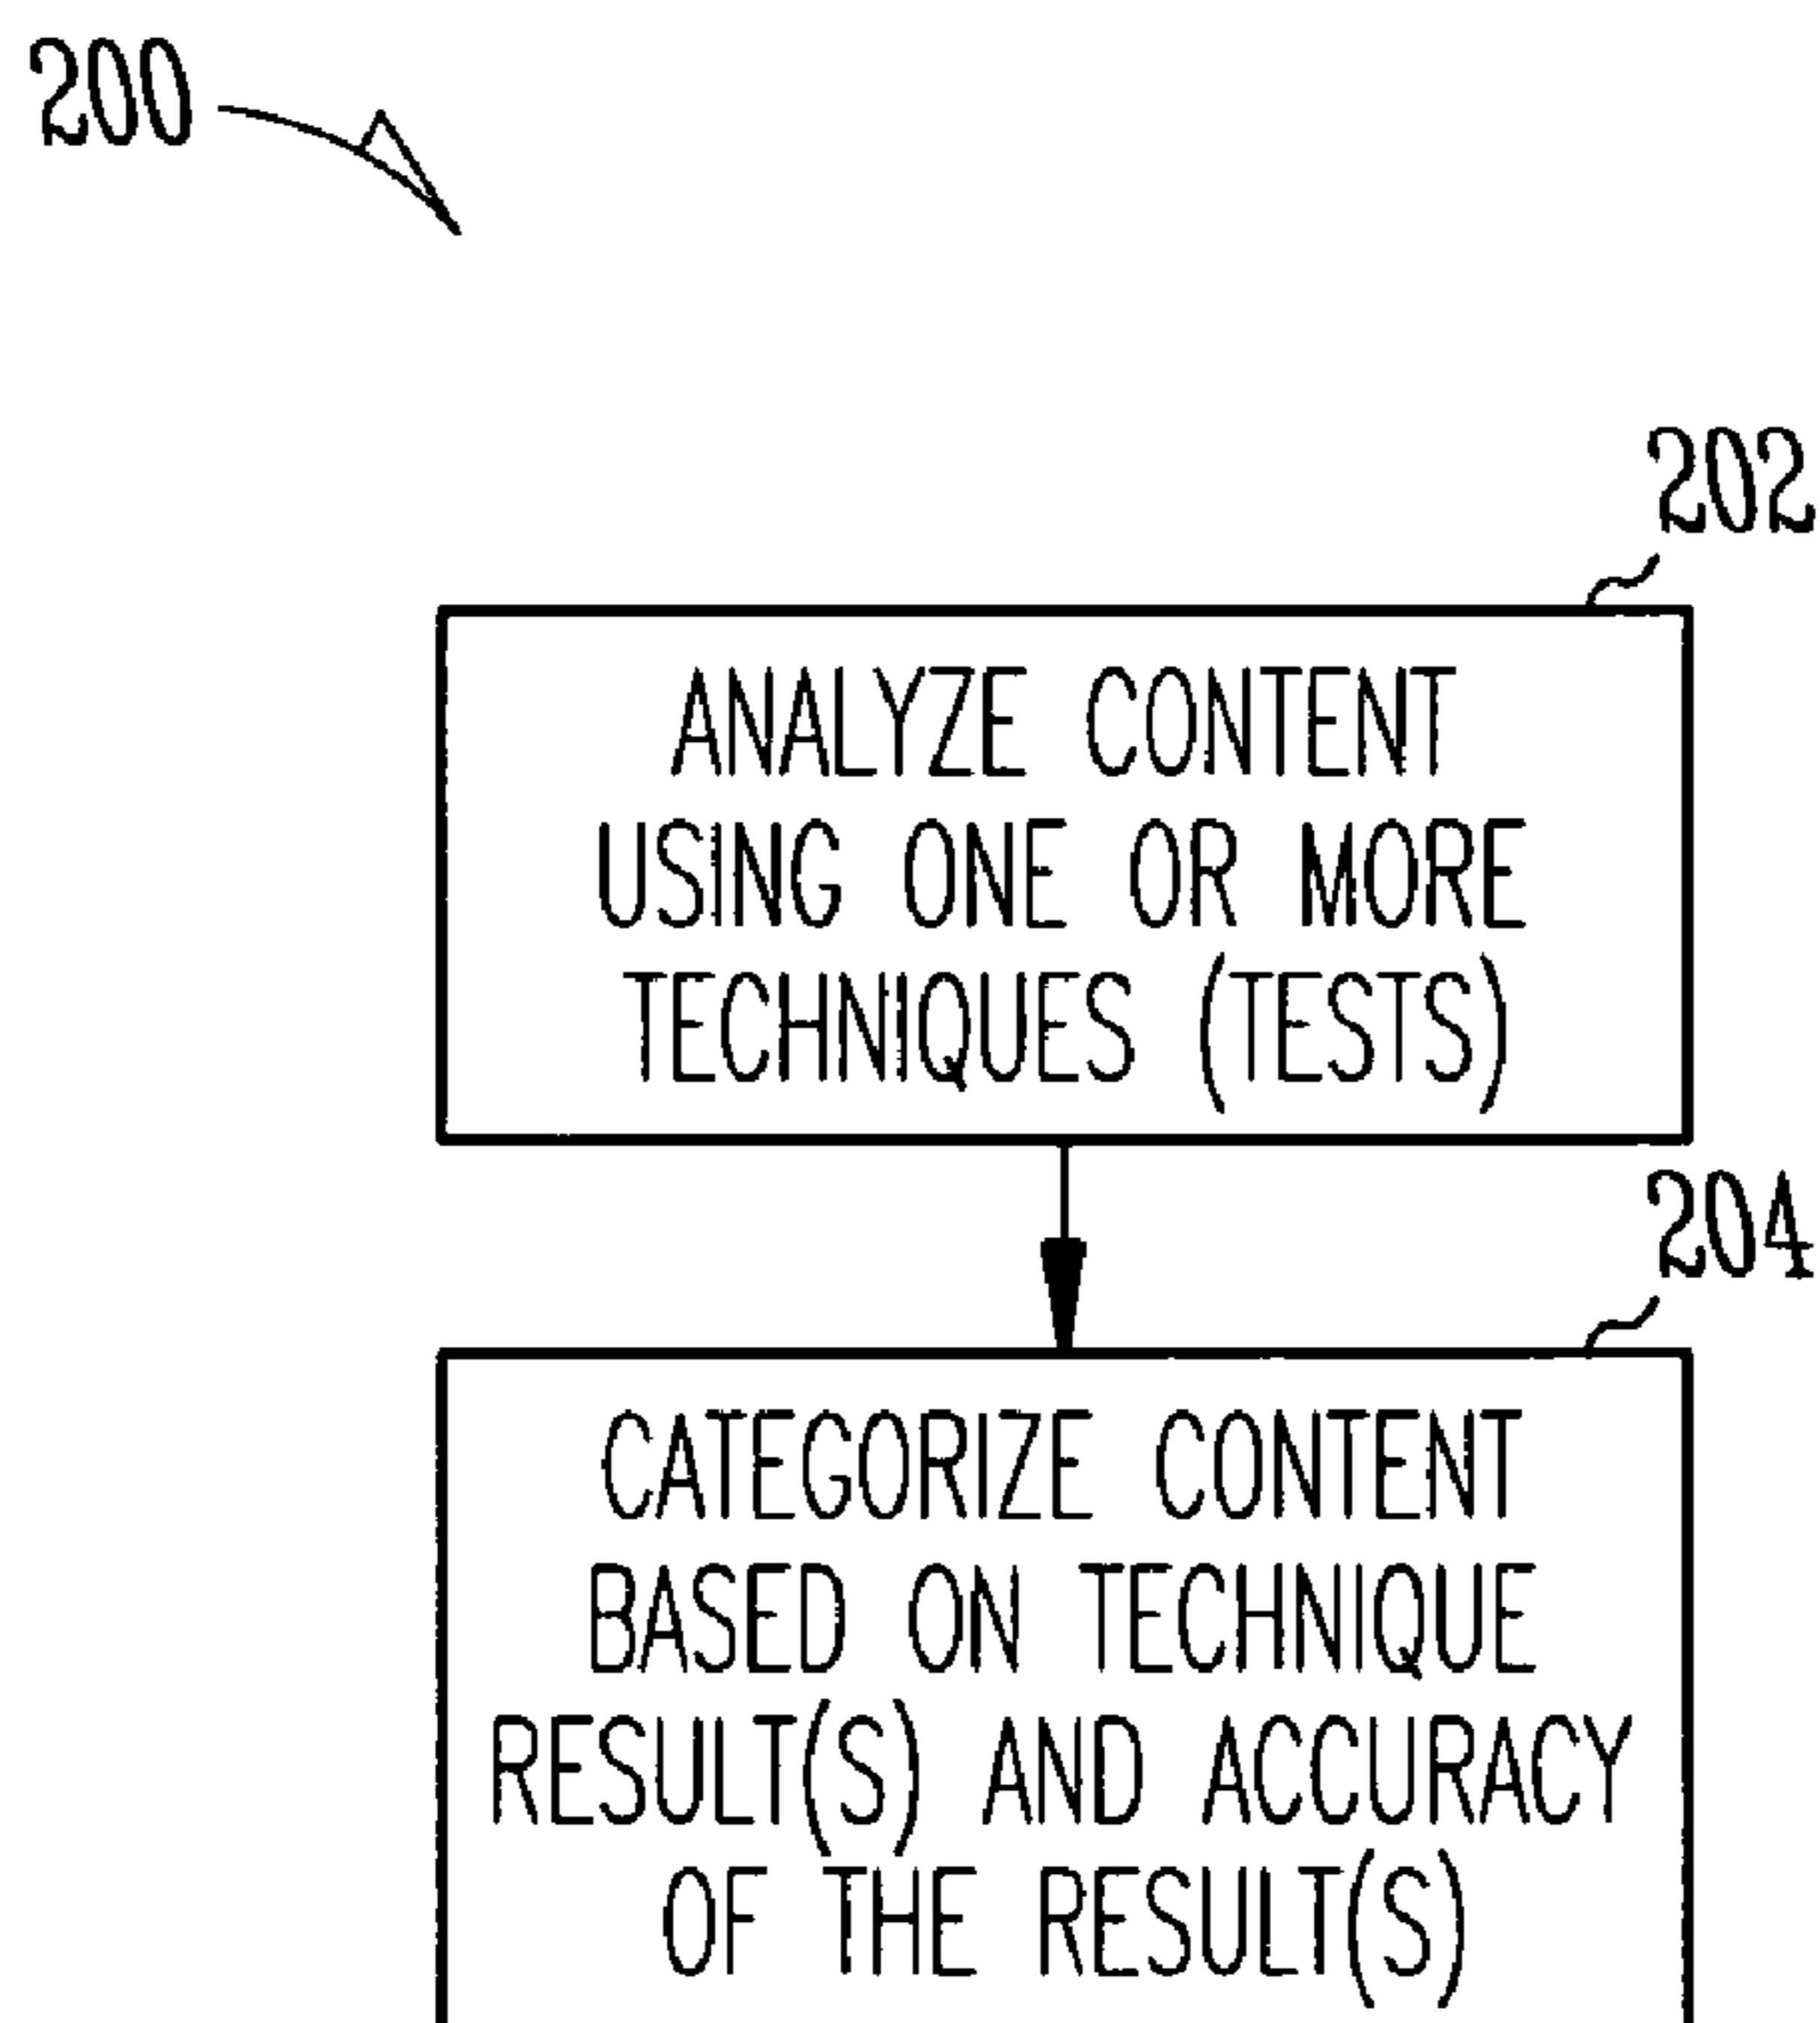 200
202
ANALYZE CONTENT
USING ONE OR MORE
TECHNIQUES (TESTS)
204
CATEGORIZE CONTENT
BASED ON TECHNIQUE
RESULT(S) AND ACCURACY
OF THE RESULT(S)